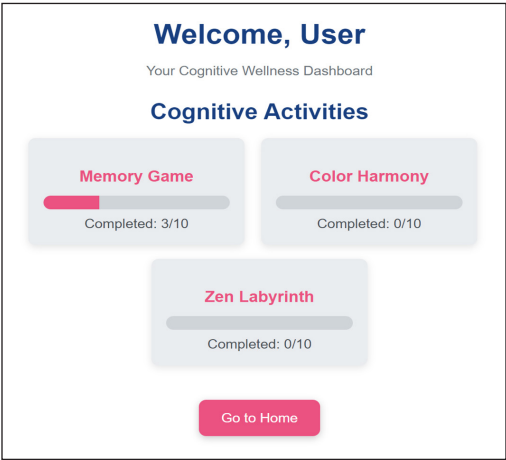 Welcome, User
Your Cognitive Wellness Dashboard
Cognitive Activities
Memory Game
Completed: 3/10
Color Harmony
Completed: 0/10
Zen Labyrinth
Completed: 0/10
Go to Home